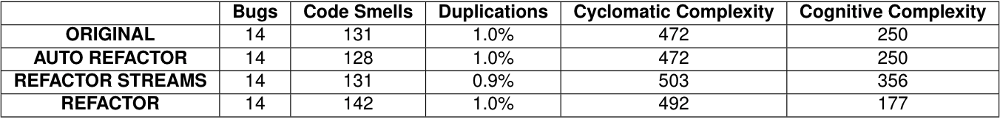 Bugs Code Smells Duplications Cyclomatic Complexity Cognitive Complexity
ORIGINAL 14 131 1.0% 472 250
AUTO REFACTOR 14 128 1.0% 472 250
REFACTOR STREAMS 14 131 0.9% 503 356
REFACTOR 14 142 1.0% 492 177